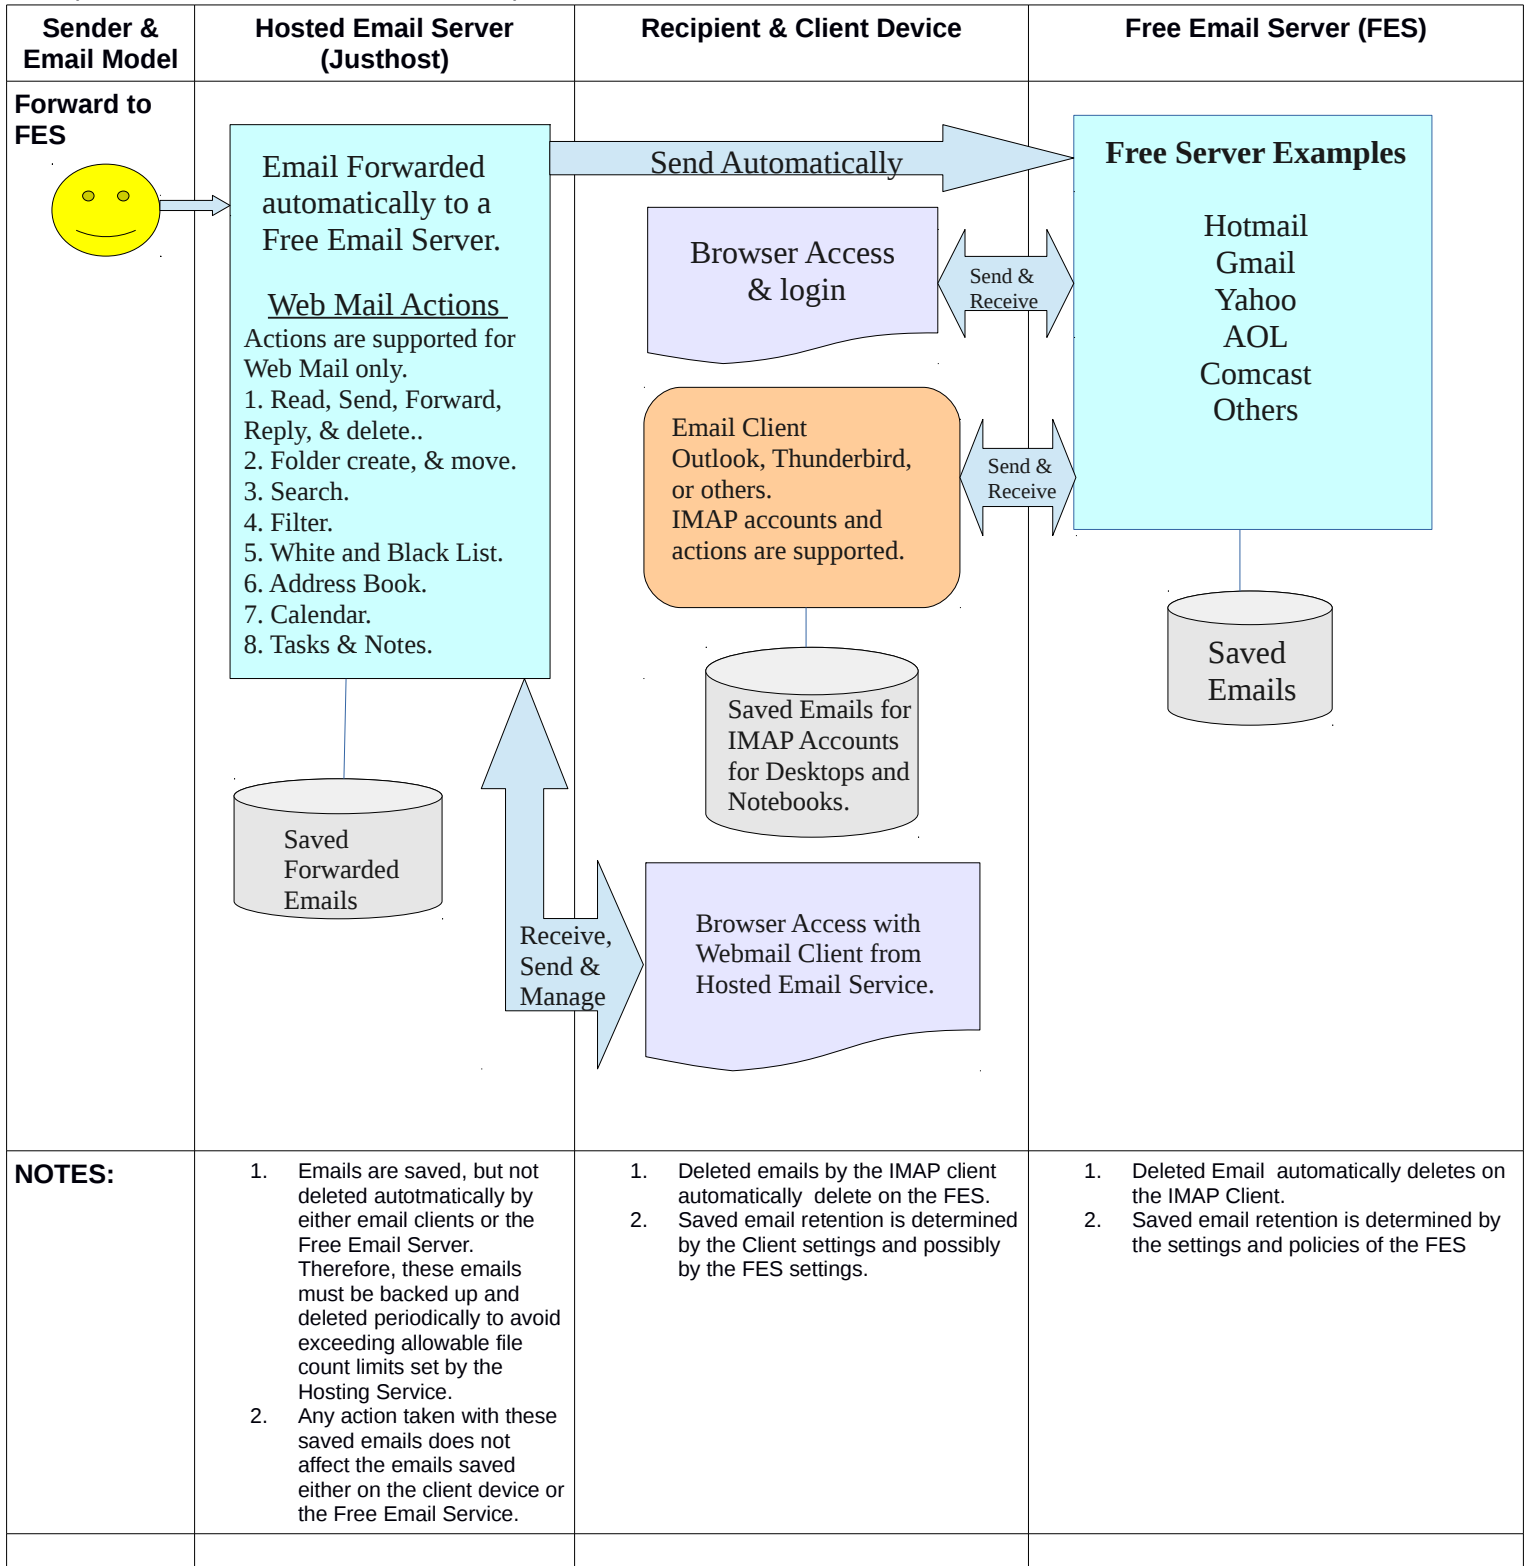 Sender &
Email Model
Hosted Email Server
(Justhost)
Recipient & Client Device
Free Email Server (FES)
Forward to
FES
Email Forwarded
automatically to a
Free Email Server.
Web Mail Actions
Actions are supported for
Web Mail only.
1. Read, Send, Forward,
Reply, & delete..
2. Folder create, & move.
3. Search.
4. Filter.
5. White and Black List.
6. Address Book.
7. Calendar.
8. Tasks & Notes.
Saved
Forwarded
Emails
Receive,
Send &
Manage
Send Automatically
Browser Access
& login
Send &
Receive
Email Client
Outlook, Thunderbird,
or others.
IMAP accounts and
actions are supported.
Send &
Receive
Saved Emails for
IMAP Accounts
for Desktops and
Notebooks.
Browser Access with
Webmail Client from
Hosted Email Service.
Free Server Examples
Hotmail
Gmail
Yahoo
AOL
Comcast
Others
Saved
Emails
NOTES:
1. Emails are saved, but not
deleted autotmatically by
either email clients or the
Free Email Server.
Therefore, these emails
must be backed up and
deleted periodically to avoid
exceeding allowable file
count limits set by the
Hosting Service.
2. Any action taken with these
saved emails does not
affect the emails saved
either on the client device or
the Free Email Service.
1. Deleted emails by the IMAP client
automatically delete on the FES.
2. Saved email retention is determined
by the Client settings and possibly
by the FES settings.
1. Deleted Email automatically deletes on
the IMAP Client.
2. Saved email retention is determined by
the settings and policies of the FES